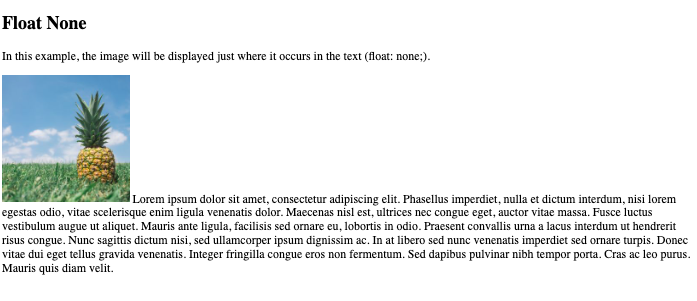 Float None
In this example, the image will be displayed just where it occurs in the text (float: none;).
Lorem ipsum dolor sit amet, consectetur adipiscing elit. Phasellus imperdiet, nulla et dictum interdum, nisi lorem
egestas odio, vitae scelerisque enim ligula venenatis dolor. Maecenas nisl est, ultrices nec congue eget, auctor vitae massa. Fusce luctus
vestibulum augue ut aliquet. Mauris ante ligula, facilisis sed ornare eu, lobortis in odio. Praesent convallis urna a lacus interdum ut hendrerit
risus congue. Nunc sagittis dictum nisi, sed ullamcorper ipsum dignissim ac. In at libero sed nunc venenatis imperdiet sed ornare turpis. Donec
vitae dui eget tellus gravida venenatis. Integer fringilla congue eros non fermentum. Sed dapibus pulvinar nibh tempor porta. Cras ac leo purus.
Mauris quis diam velit.